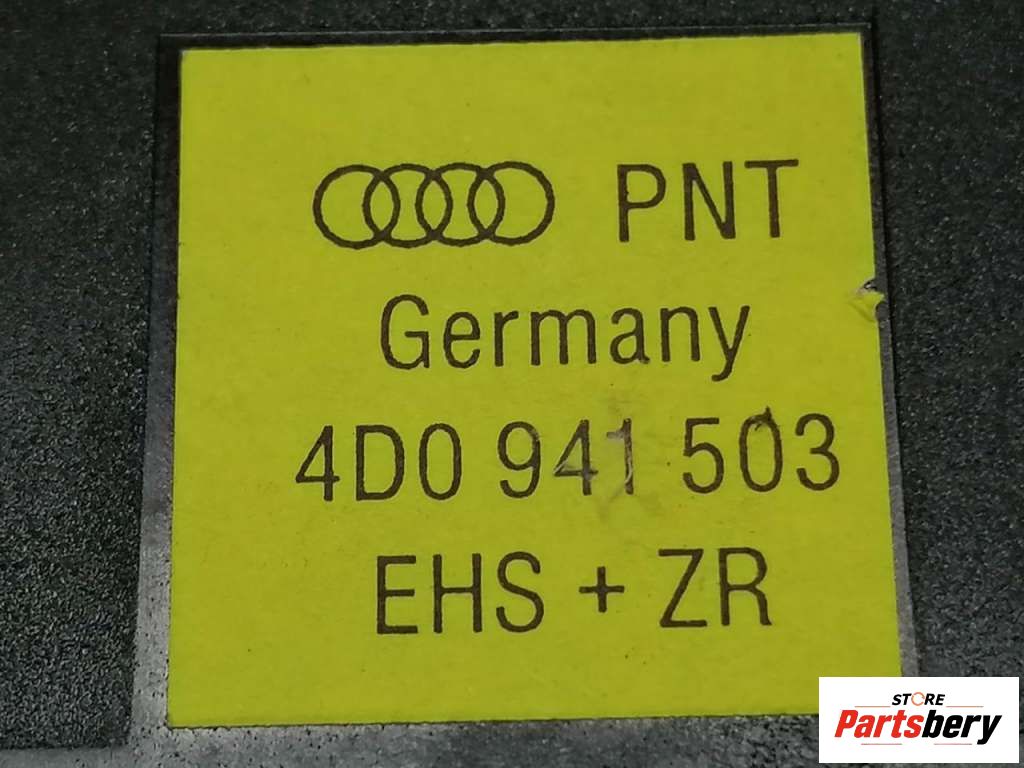 PNT
Germany
4D0 941 503
EHS + ZR
STORE
Partsbery